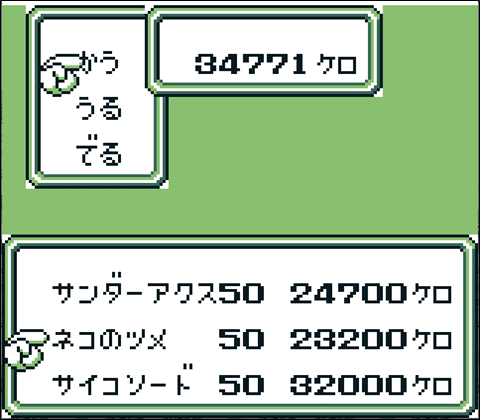 かう
34771 ケロ
うる
でる
サンダーアクス50 24700ケロ
ネコのツメ 50 23200ケロ
サイコソード 50 32000ケロ